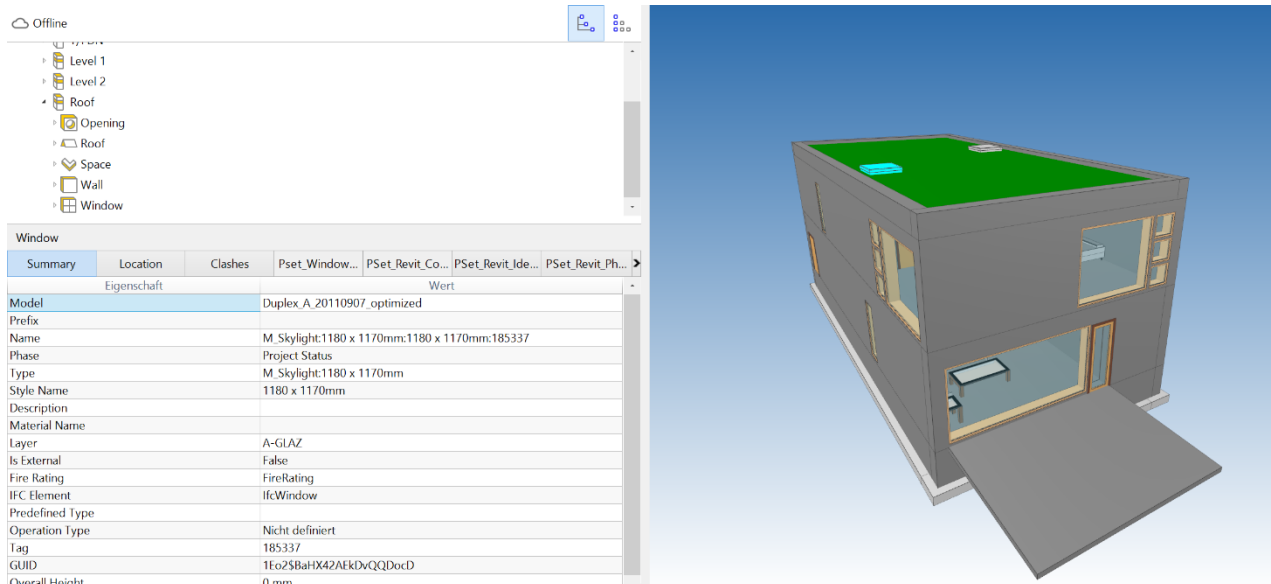 Offline
Level 1
Level 2
Roof
Opening
Roof
Space
Wall
Window
Window
Summary Location Clashes Pset_Window... PSet_Revit_Co... PSet_Revit_Ide... PSet_Revit_Ph...
Eigenschaft Wert
Model Duplex_A_20110907_optimized
Prefix
Name M_Skylight:1180 x 1170mm:1180 x 1170mm:185337
Phase Project Status
Type M_Skylight:1180 x 1170mm
Style Name 1180 x 1170mm
Description
Material Name
Layer A-GLAZ
Is External False
Fire Rating FireRating
IFC Element IfcWindow
Predefined Type
Operation Type Nicht definiert
Tag 185337
GUID 1Eo2$BaHX42AEkDvQQDocD
Overall Height 0 mm